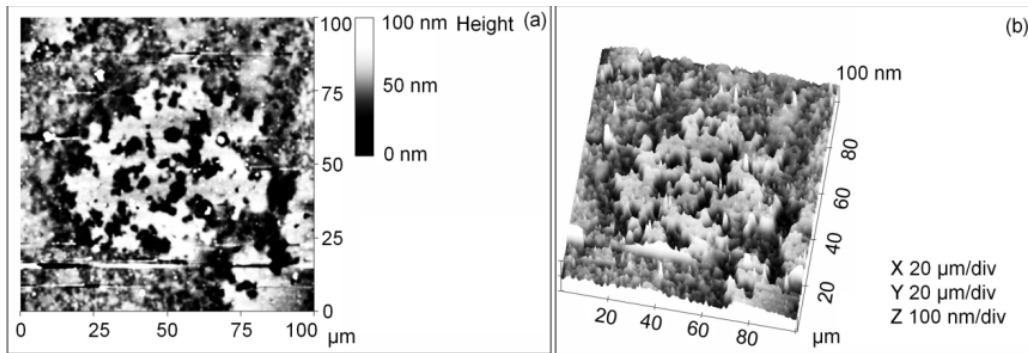 100
100 nm Height (a)
75
50 nm
50
0 nm
25
0
0 25 50 75 100
µm
(b)
100 nm
80
60
40
20
20 40 60 80 µm
X 20 µm/div
Y 20 µm/div
Z 100 nm/div